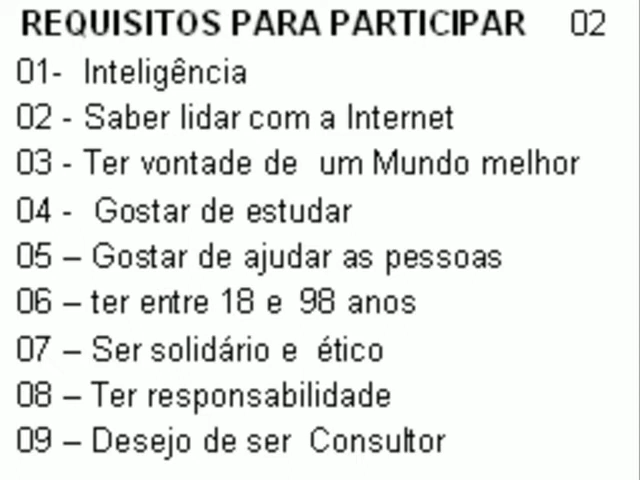 REQUISITOS PARA PARTICIPAR 02
01- Inteligência
02 - Saber lidar com a Internet
03 - Ter vontade de um Mundo melhor
04 - Gostar de estudar
05 – Gostar de ajudar as pessoas
06 – ter entre 18 e 98 anos
07 – Ser solidário e ético
08 – Ter responsabilidade
09 – Desejo de ser Consultor